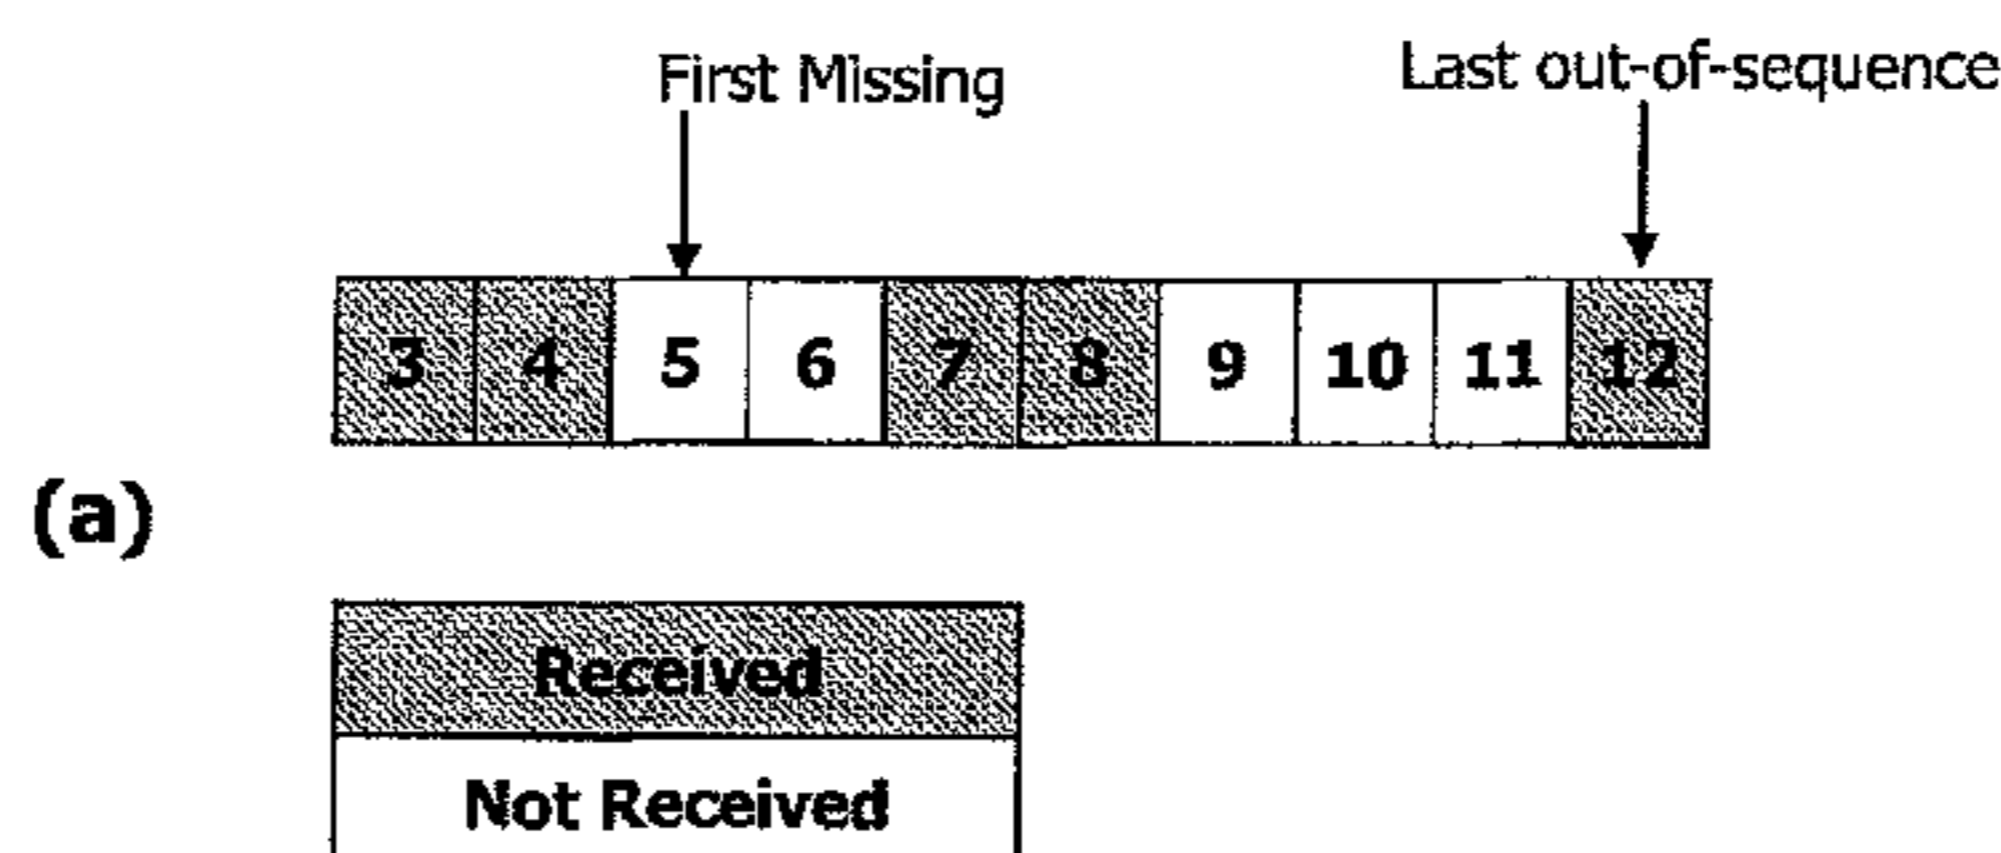 First Missing
Last out-of-sequence
3 4 5 6 7 8 9 10 11 12
(a)
Received
Not Received